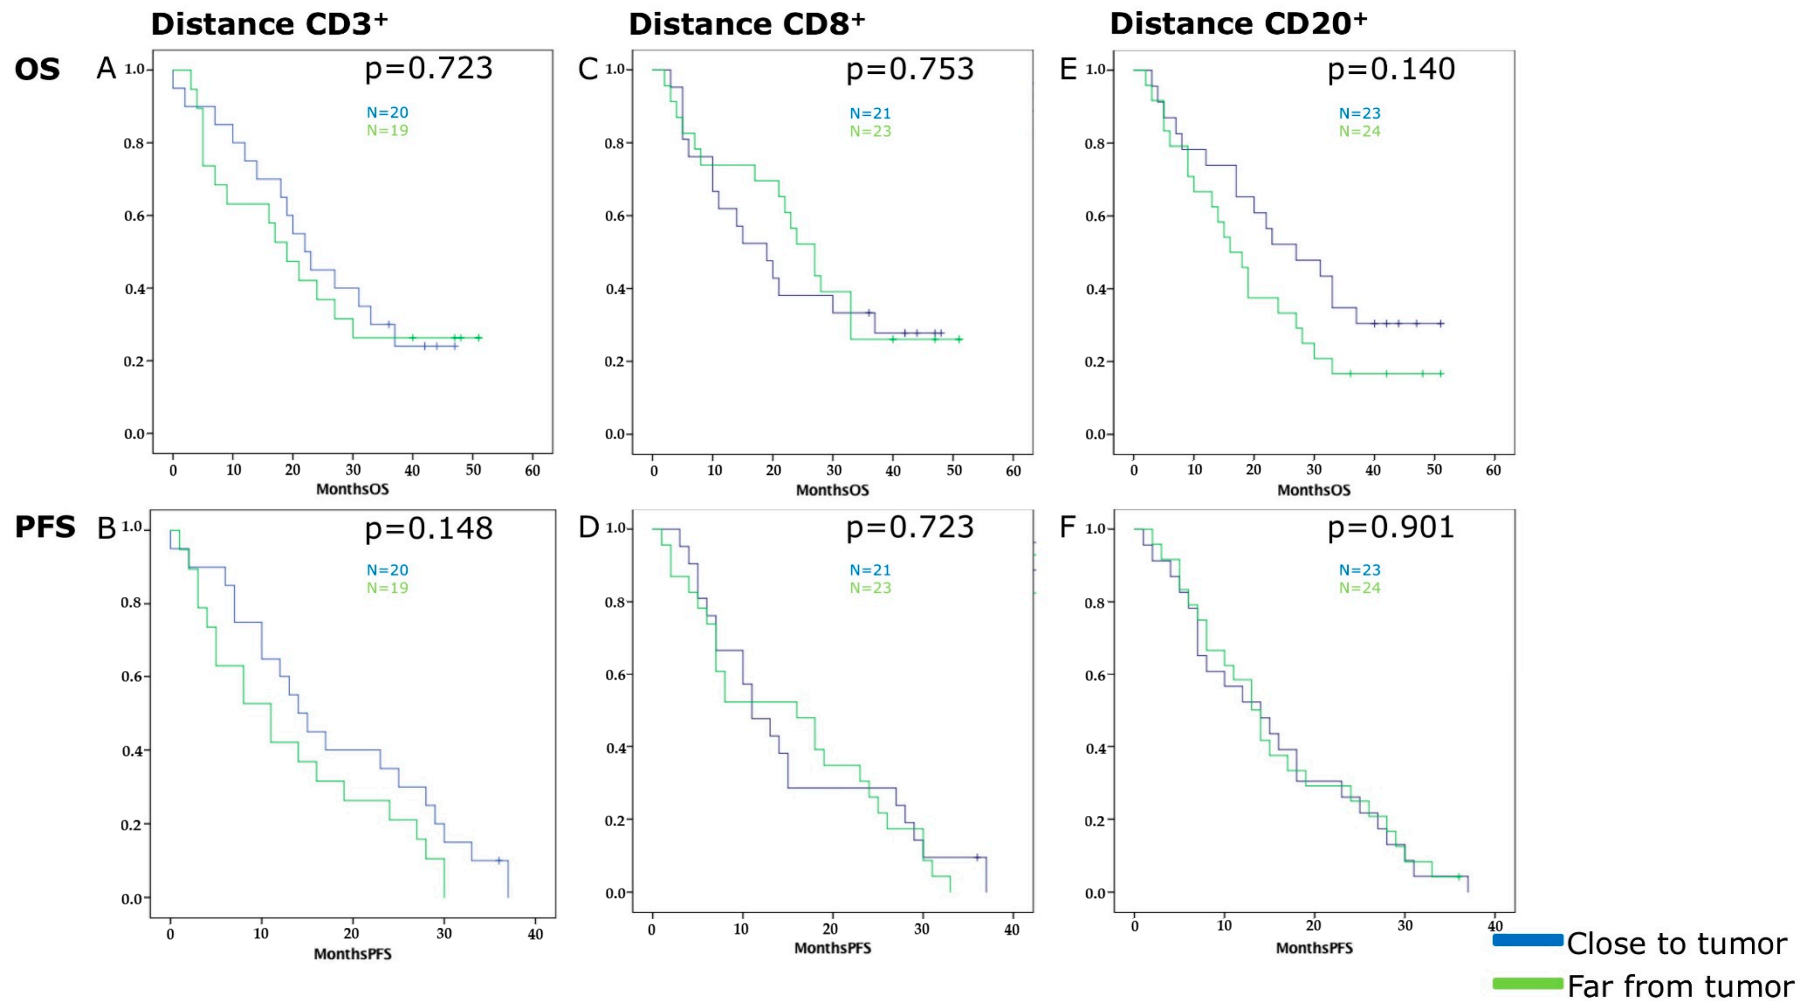 Distance CD3+ Distance CD8+ Distance CD20+
OS A p=0.723 C p=0.753 E p=0.140
1.0 1.0 1.0
N=20 N=21 N=23
N=19 N=23 N=24
0.8 0.8 0.8
0.6 0.6 0.6
0.4 0.4 0.4
0.2 0.2 0.2
0.0 0.0 0.0
0 10 20 30 40 50 60 0 10 20 30 40 50 60 0 10 20 30 40 50 60
MonthsOS MonthsOS MonthsOS
PFS B p=0.148 D p=0.723 F p=0.901
1.0 1.0 1.0
N=20 N=21 N=23
N=19 N=23 N=24
0.8 0.8 0.8
0.6 0.6 0.6
0.4 0.4 0.4
0.2 0.2 0.2
0.0 0.0 0.0
0 10 20 30 40 0 10 20 30 40 0 10 20 30 40
MonthsPFS MonthsPFS MonthsPFS
Close to tumor
Far from tumor